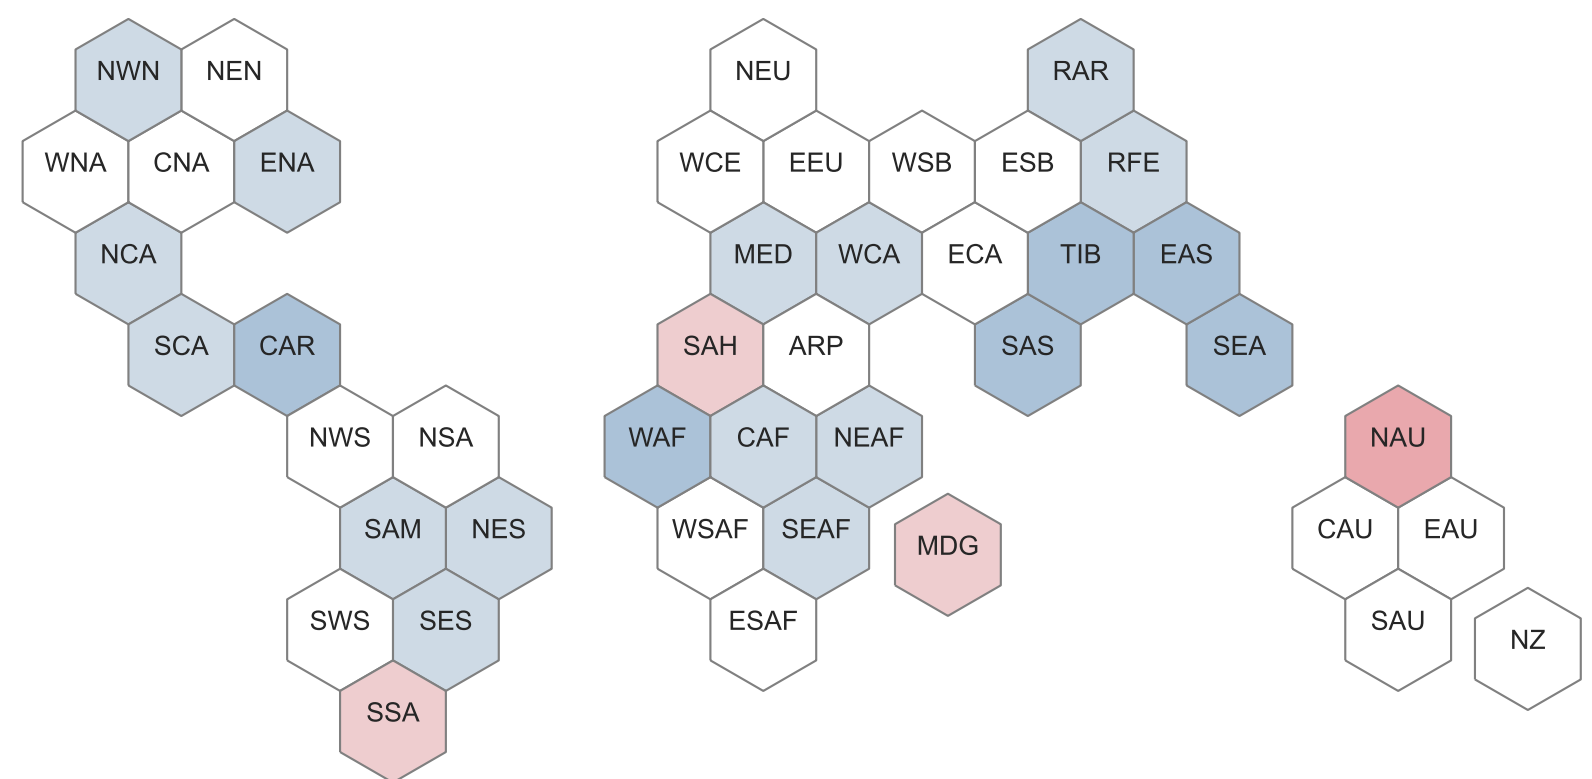 NWN NEN NEU RAR
WNA CNA ENA WCE EEU WSB ESB RFE
NCA MED WCA ECA TIB EAS
SCA CAR SAH ARP SAS SEA
NWS NSA WAF CAF NEAF NAU
SAM NES WSAF SEAF MDG CAU EAU
SWS SES ESAF SAU NZ
SSA